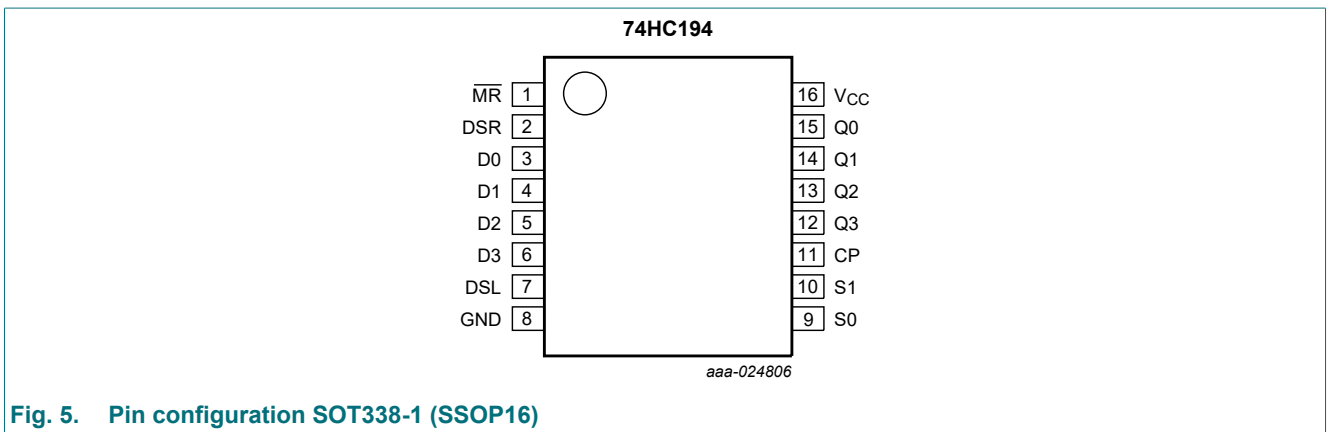 74HC194
M̅R̅ 1
DSR 2
D0 3
D1 4
D2 5
D3 6
DSL 7
GND 8
16 VCC
15 Q0
14 Q1
13 Q2
12 Q3
11 CP
10 S1
9 S0
aaa-024806
Fig. 5. Pin configuration SOT338-1 (SSOP16)